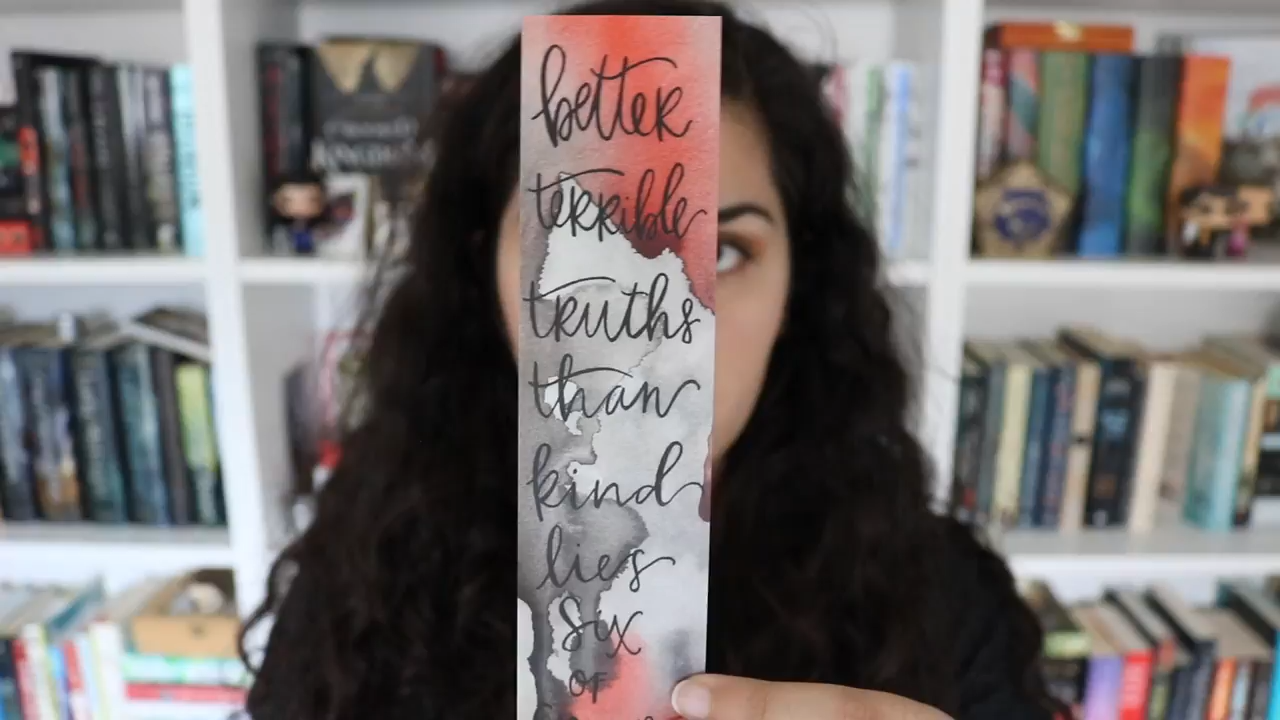 better
terrible
truths
than
kind
lies
Six
of